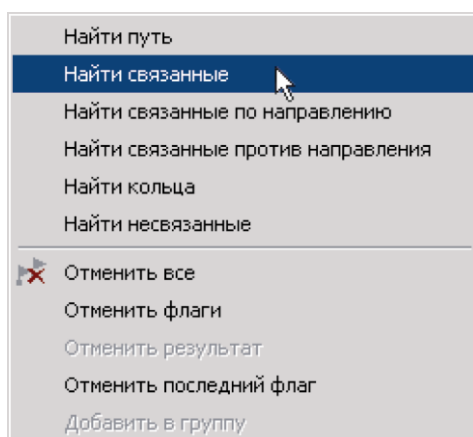 Найти путь
Найти связанные
Найти связанные по направлению
Найти связанные против направления
Найти кольца
Найти несвязанные
Отменить все
Отменить флаги
Отменить результат
Отменить последний флаг
Добавить в группу